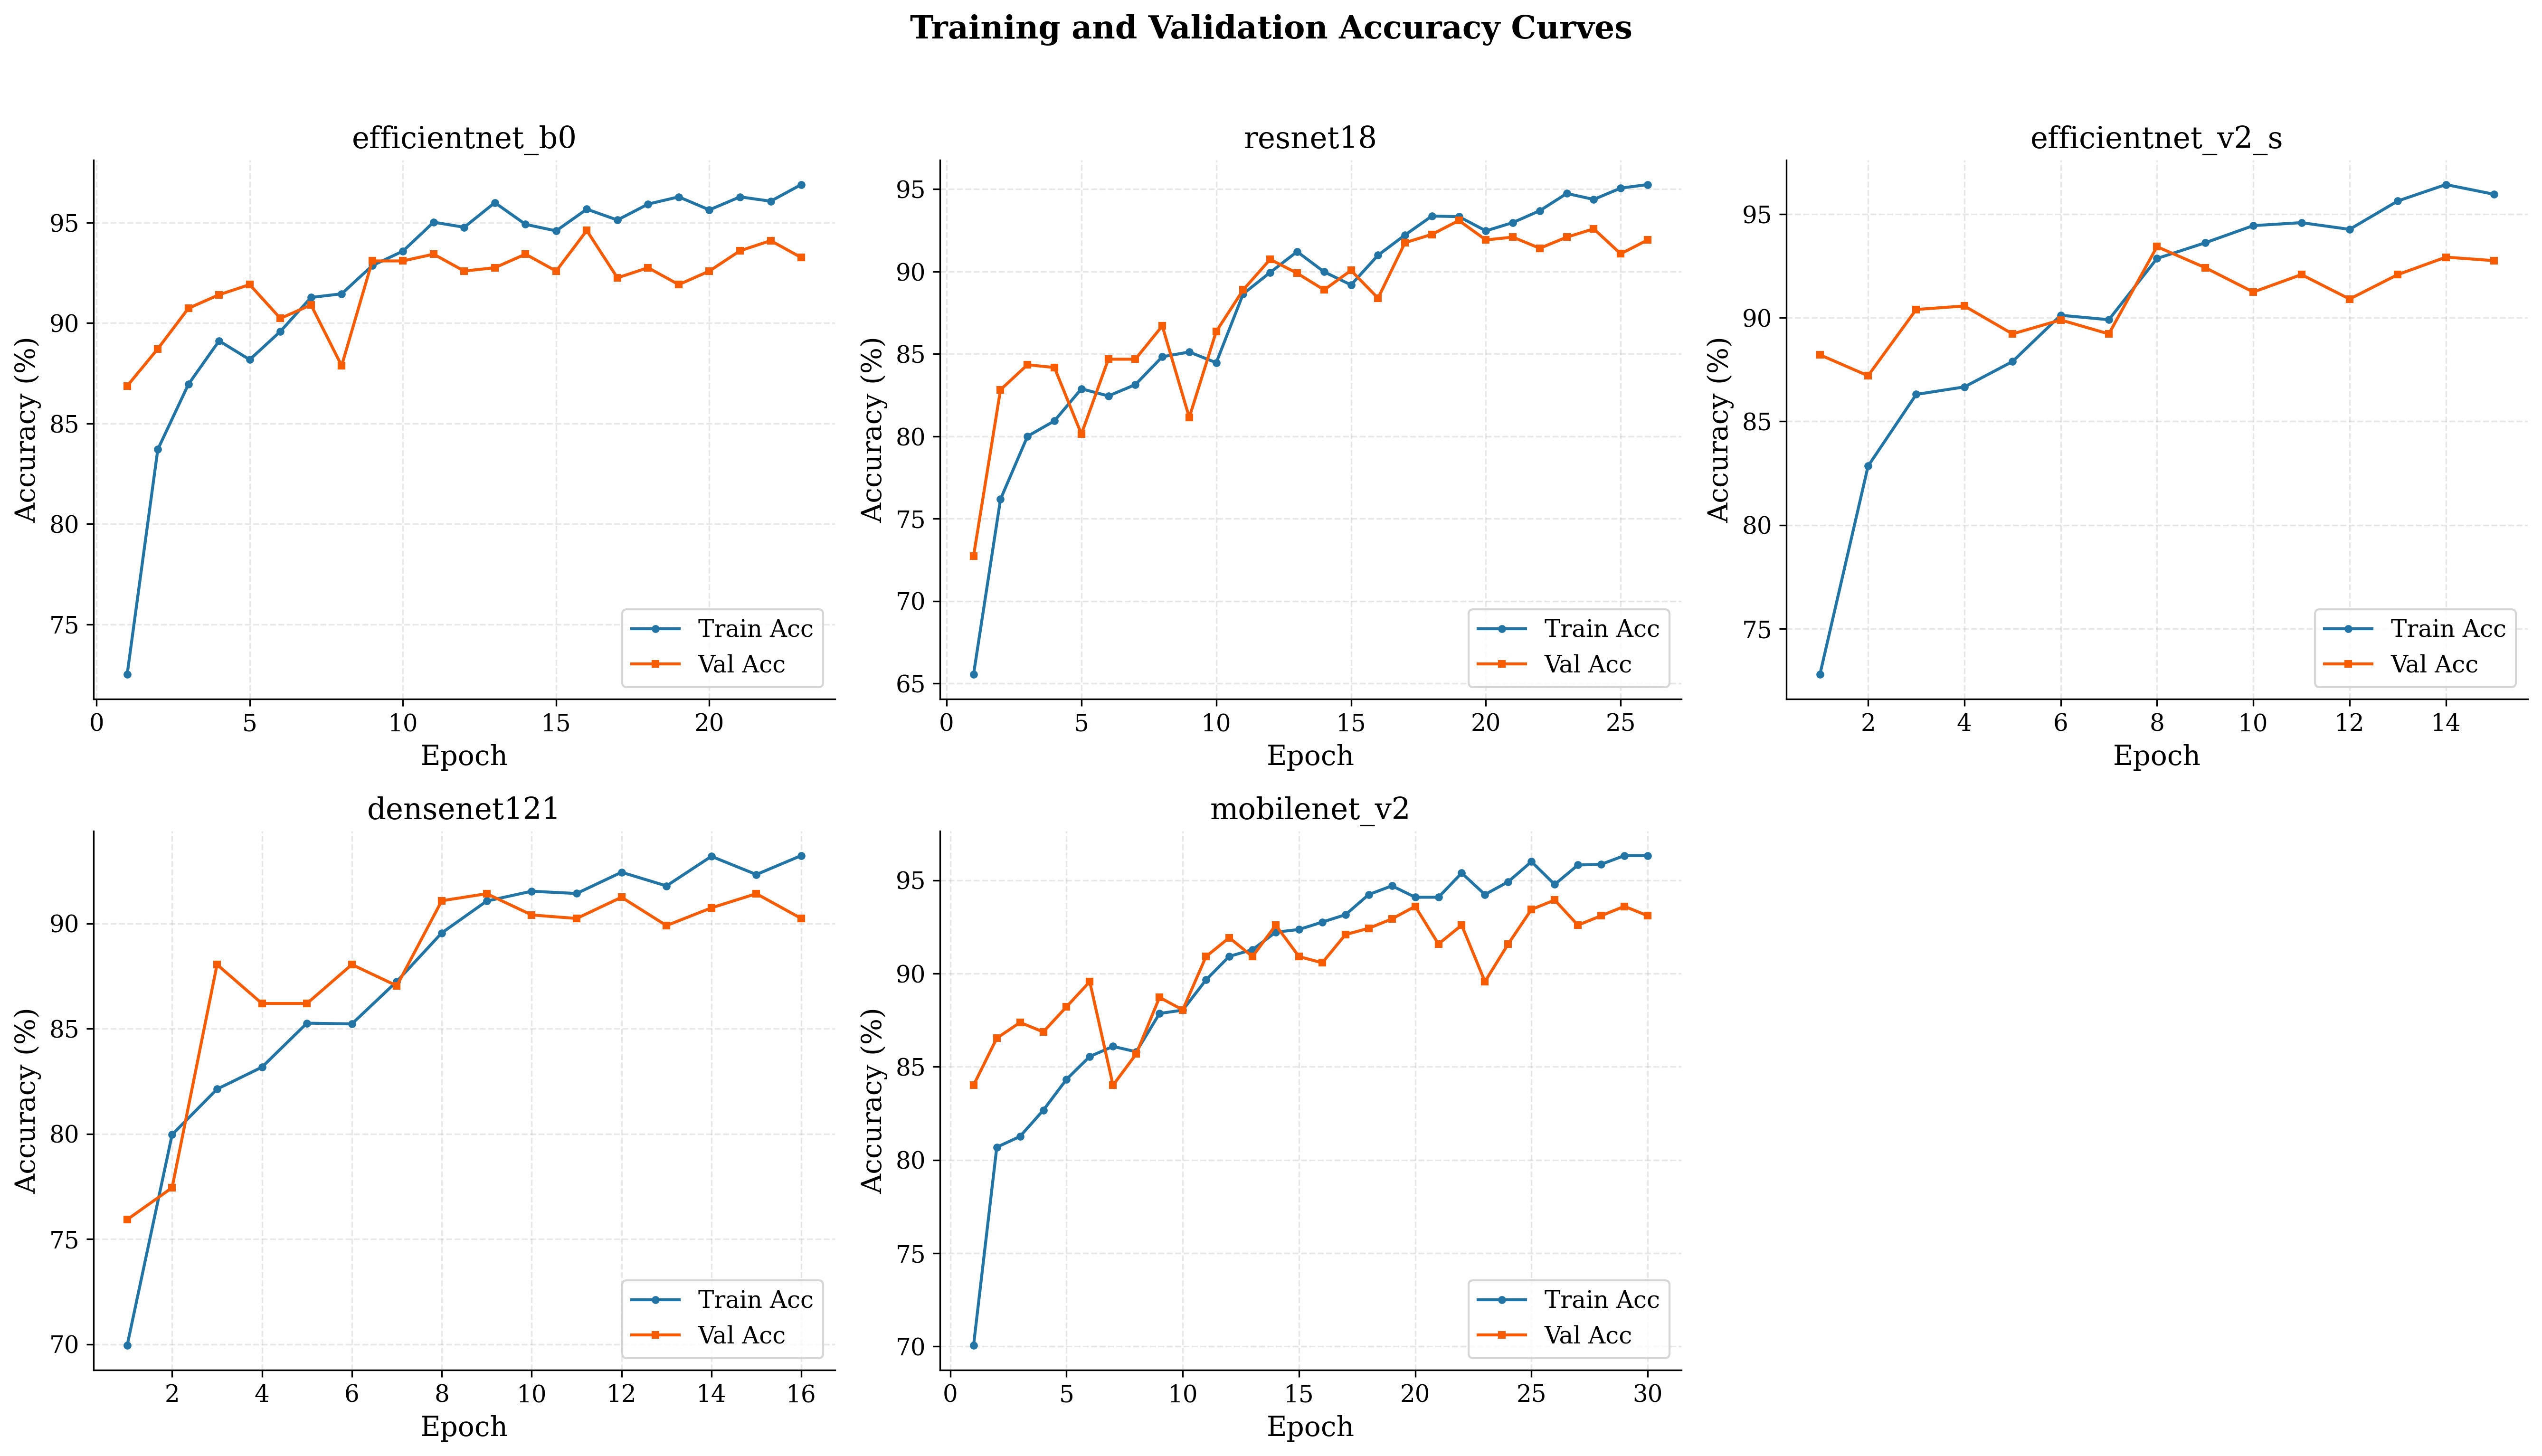 Training and Validation Accuracy Curves
efficientnet_b0
Accuracy (%)
95
90
85
80
75
0 5 10 15 20
Epoch
Train Acc
Val Acc
resnet18
Accuracy (%)
95
90
85
80
75
70
65
0 5 10 15 20 25
Epoch
Train Acc
Val Acc
efficientnet_v2_s
Accuracy (%)
95
90
85
80
75
2 4 6 8 10 12 14
Epoch
Train Acc
Val Acc
densenet121
Accuracy (%)
90
85
80
75
70
2 4 6 8 10 12 14 16
Epoch
Train Acc
Val Acc
mobilenet_v2
Accuracy (%)
95
90
85
80
75
70
0 5 10 15 20 25 30
Epoch
Train Acc
Val Acc